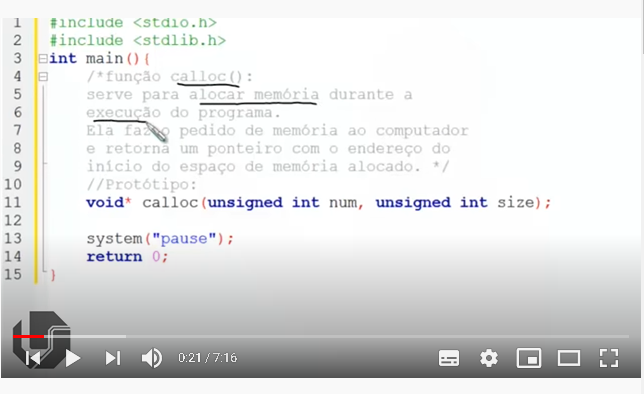 1 #include <stdio.h>
2 #include <stdlib.h>
3 int main(){
4 /*função calloc():
5 serve para alocar memória durante a
6 execução do programa.
7 Ela faz o pedido de memória ao computador
8 e retorna um ponteiro com o endereço do
9 início do espaço de memória alocado. */
10 //Protótipo:
11 void* calloc(unsigned int num, unsigned int size);
12
13 system("pause");
14 return 0;
15 }
0:21 / 7:16